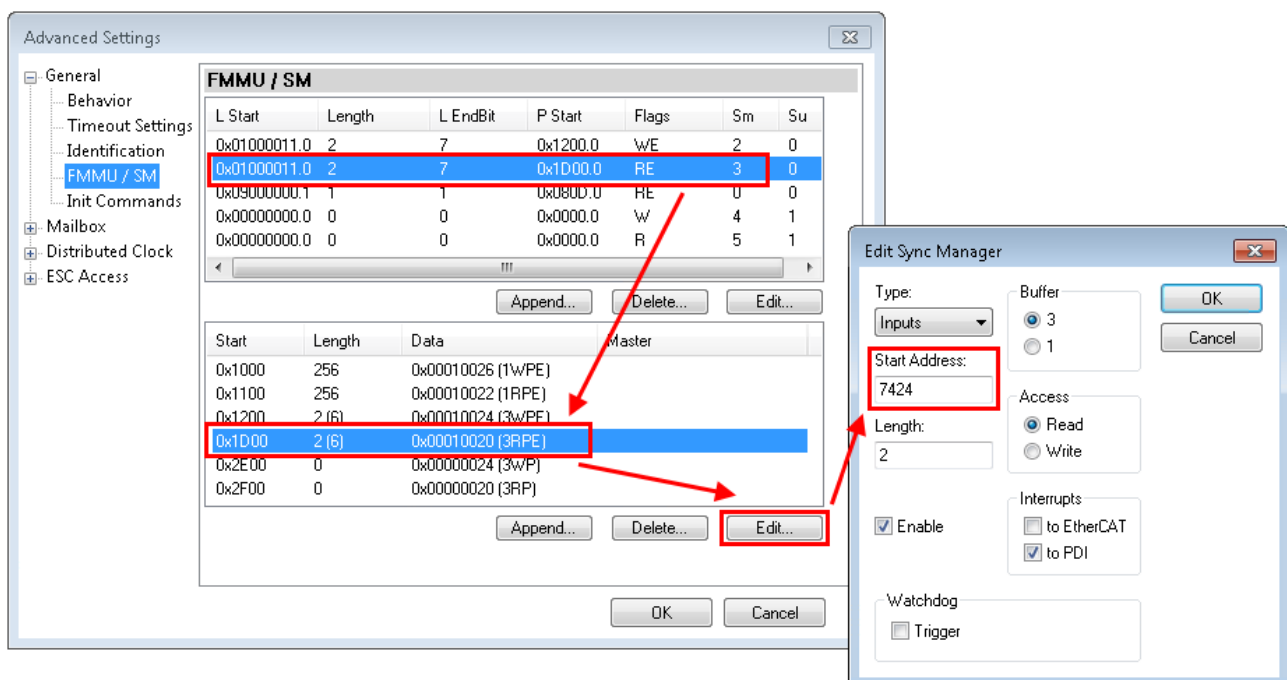 Advanced Settings
General
Behavior
Timeout Settings
Identification
FMMU / SM
Init Commands
Mailbox
Distributed Clock
ESC Access
FMMU / SM
L Start Length L EndBit P Start Flags Sm Su
0x01000011.0 2 7 0x1200.0 WE 2 0
0x01000011.0 2 7 0x1D00.0 RE 3 0
0x09000000.1 1 1 0x080D.0 RE 0 0
0x00000000.0 0 0 0x0000.0 W 4 1
0x00000000.0 0 0 0x0000.0 R 5 1
Append... Delete... Edit...
Start Length Data Master
0x1000 256 0x00010026 (1WPE)
0x1100 256 0x00010022 (1RPE)
0x1200 2 (6) 0x00010024 (3WPE)
0x1D00 2 (6) 0x00010020 (3RPE)
0x2E00 0 0x00000024 (3WP)
0x2F00 0 0x00000020 (3RP)
Append... Delete... Edit...
OK Cancel
Edit Sync Manager
Type:
Inputs
Start Address:
7424
Length:
2
Enable
Buffer
3
1
Access
Read
Write
Interrupts
to EtherCAT
to PDI
Watchdog
Trigger
OK
Cancel